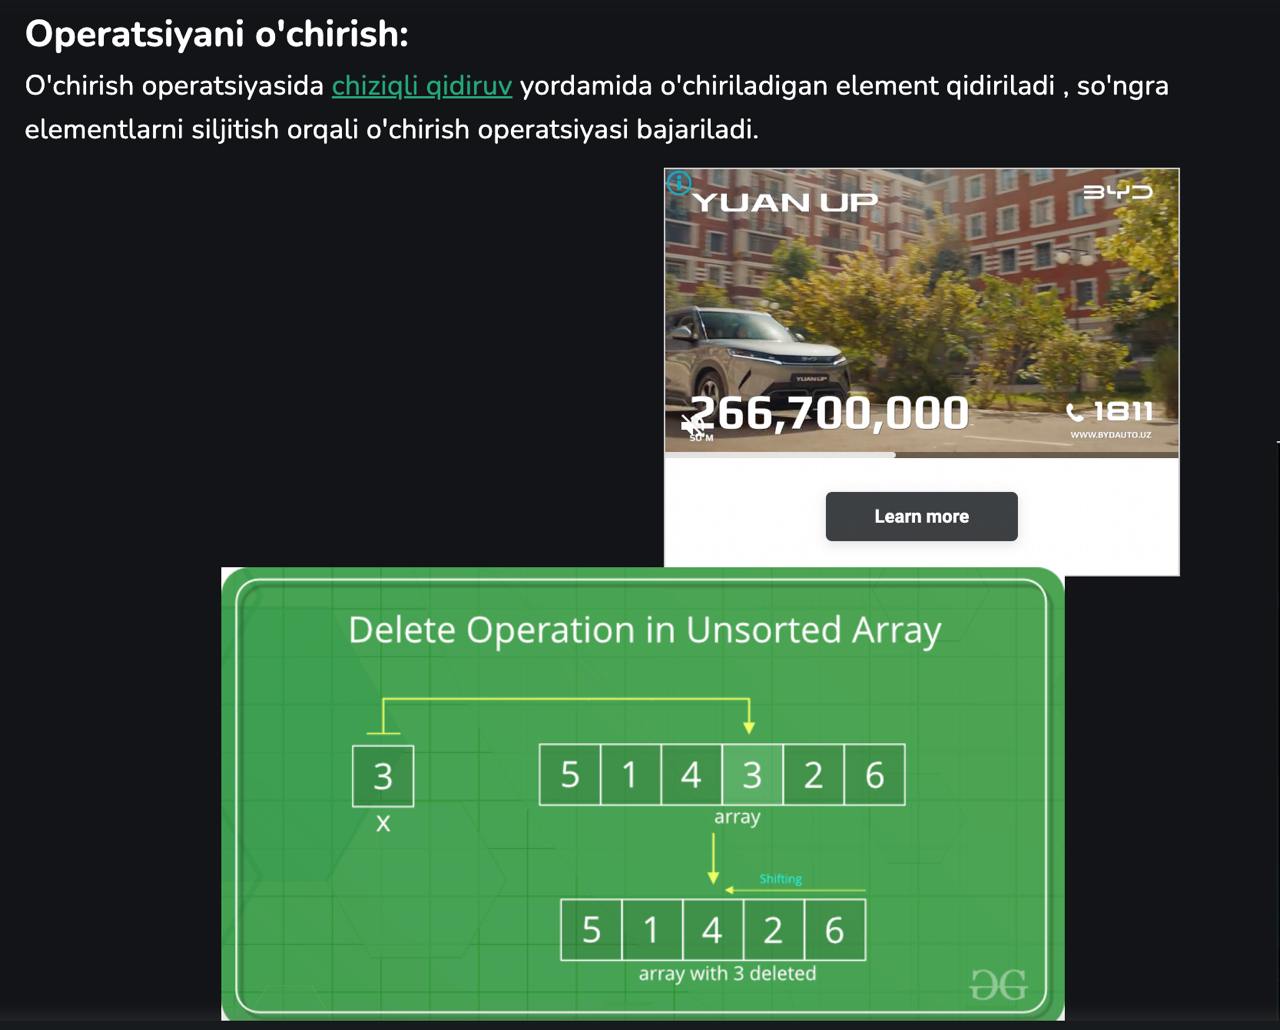 Operatsiyani o'chirish:
O'chirish operatsiyasida chiziqli qidiruv yordamida o'chiriladigan element qidiriladi , so'ngra
elementlarni siljitish orqali o'chirish operatsiyasi bajariladi.
YUAN UP
BYD
YUAN UP
266,700,000
SO'M
1811
WWW.BYDAUTO.UZ
Learn more
Delete Operation in Unsorted Array
3
x
5 1 4 3 2 6
array
Shifting
5 1 4 2 6
array with 3 deleted
GG